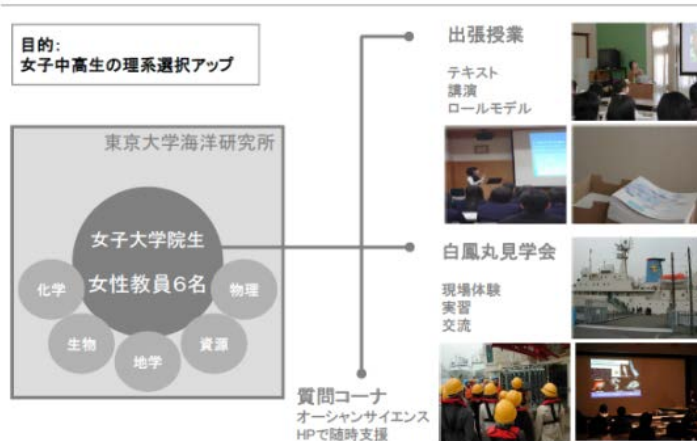 目的:
女子中高生の理系選択アップ
東京大学海洋研究所
女子大学院生
女性教員6名
化学
生物
地学
資源
物理
出張授業
テキスト
講演
ロールモデル
白鳳丸見学会
現場体験
実習
交流
質問コーナ
オーシャンサイエンス
HPで随時支援